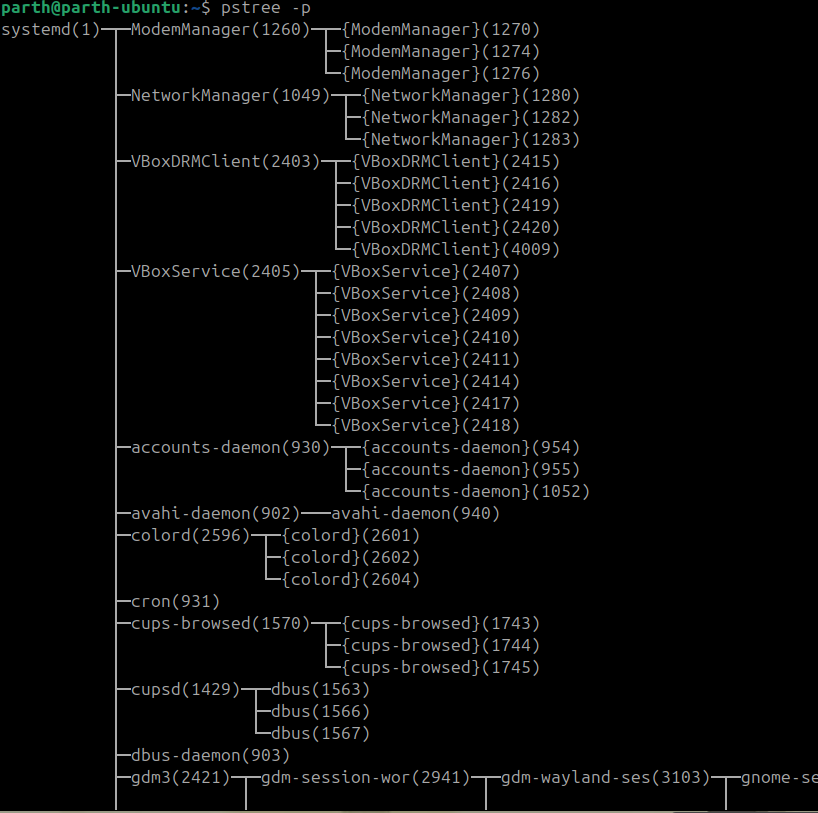 parth@parth-ubuntu:~$ pstree -p
systemd(1)─┬─ModemManager(1260)─┬─{ModemManager}(1270)
           │                    ├─{ModemManager}(1274)
           │                    └─{ModemManager}(1276)
           ├─NetworkManager(1049)─┬─{NetworkManager}(1280)
           │                      ├─{NetworkManager}(1282)
           │                      └─{NetworkManager}(1283)
           ├─VBoxDRMClient(2403)─┬─{VBoxDRMClient}(2415)
           │                     ├─{VBoxDRMClient}(2416)
           │                     ├─{VBoxDRMClient}(2419)
           │                     ├─{VBoxDRMClient}(2420)
           │                     └─{VBoxDRMClient}(4009)
           ├─VBoxService(2405)─┬─{VBoxService}(2407)
           │                   ├─{VBoxService}(2408)
           │                   ├─{VBoxService}(2409)
           │                   ├─{VBoxService}(2410)
           │                   ├─{VBoxService}(2411)
           │                   ├─{VBoxService}(2414)
           │                   ├─{VBoxService}(2417)
           │                   └─{VBoxService}(2418)
           ├─accounts-daemon(930)─┬─{accounts-daemon}(954)
           │                      ├─{accounts-daemon}(955)
           │                      └─{accounts-daemon}(1052)
           ├─avahi-daemon(902)───avahi-daemon(940)
           ├─colord(2596)─┬─{colord}(2601)
           │              ├─{colord}(2602)
           │              └─{colord}(2604)
           ├─cron(931)
           ├─cups-browsed(1570)─┬─{cups-browsed}(1743)
           │                    ├─{cups-browsed}(1744)
           │                    └─{cups-browsed}(1745)
           ├─cupsd(1429)─┬─dbus(1563)
           │             ├─dbus(1566)
           │             └─dbus(1567)
           ├─dbus-daemon(903)
           ├─gdm3(2421)─┬─gdm-session-wor(2941)─┬─gdm-wayland-ses(3103)─┬─gnome-se